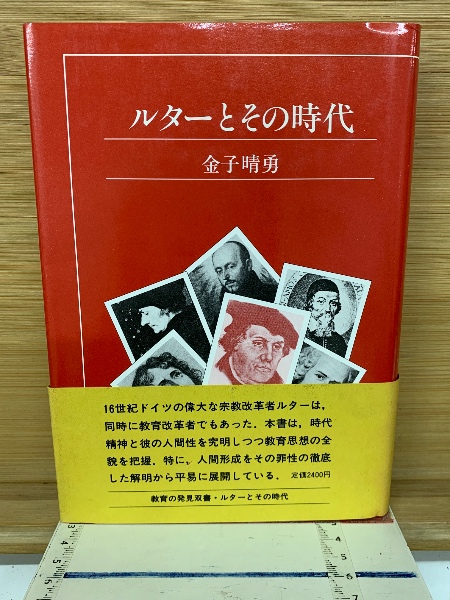 ルターとその時代
金子晴勇
16世紀ドイツの偉大な宗教改革者ルターは，
同時に教育改革者でもあった．本書は，時代
精神と彼の人間性を究明しつつ教育思想の全
貌を把握．特に，人間形成をその罪性の徹底
した解明から平易に展開している． 定価2400円
教育の発見双書・ルターとその時代